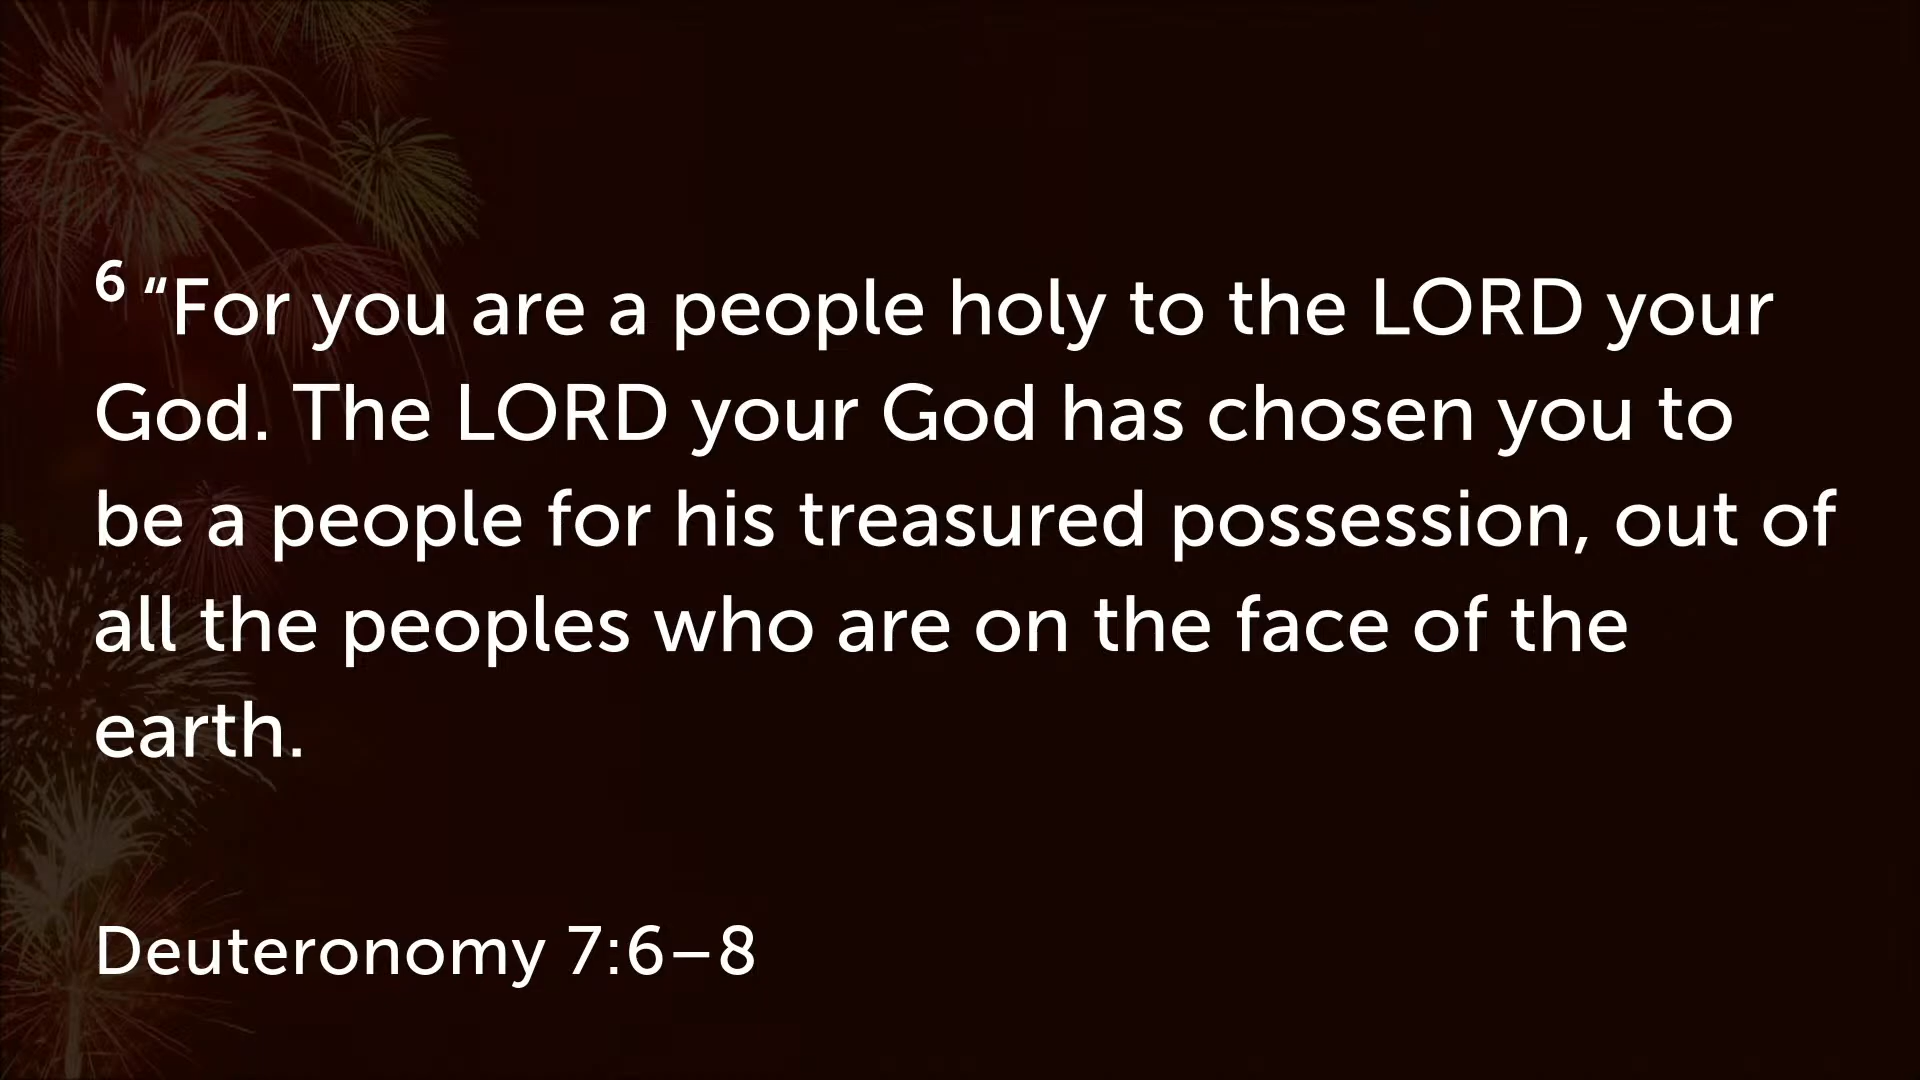 6 “For you are a people holy to the LORD your
God. The LORD your God has chosen you to
be a people for his treasured possession, out of
all the peoples who are on the face of the
earth.
Deuteronomy 7:6–8